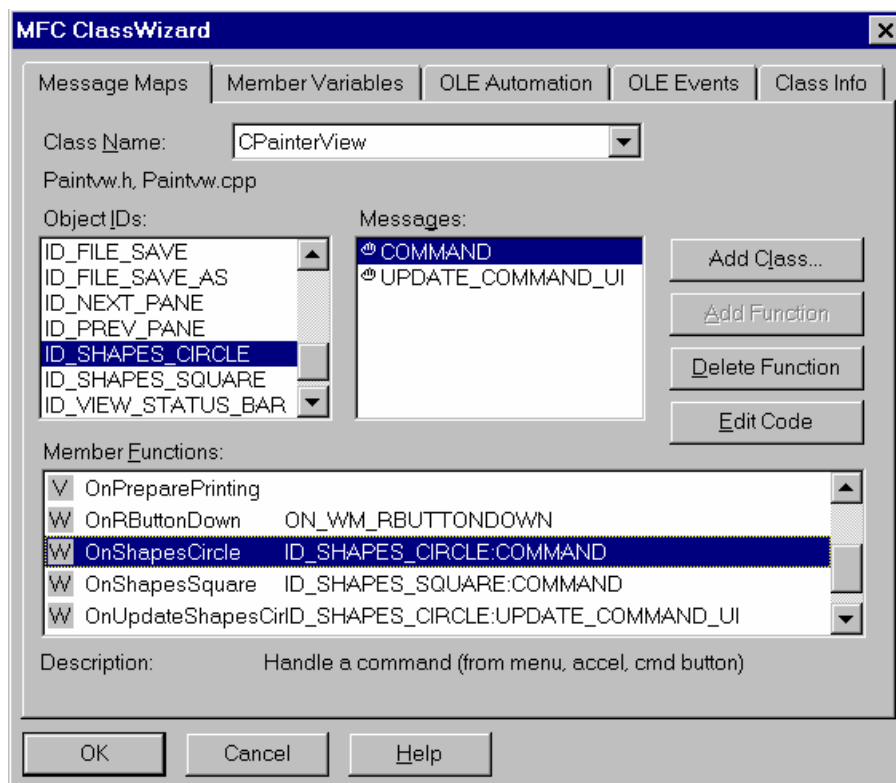 MFC ClassWizard
Message Maps Member Variables OLE Automation OLE Events Class Info
Class Name: CPainterView
Paintvw.h, Paintvw.cpp
Object IDs: Messages:
ID_FILE_SAVE
ID_FILE_SAVE_AS
ID_NEXT_PANE
ID_PREV_PANE
ID_SHAPES_CIRCLE
ID_SHAPES_SQUARE
ID_VIEW_STATUS_BAR
COMMAND
UPDATE_COMMAND_UI
Add Class...
Add Function
Delete Function
Edit Code
Member Functions:
V OnPreparePrinting
W OnRButtonDown ON_WM_RBUTTONDOWN
W OnShapesCircle ID_SHAPES_CIRCLE:COMMAND
W OnShapesSquare ID_SHAPES_SQUARE:COMMAND
W OnUpdateShapesCirID_SHAPES_CIRCLE:UPDATE_COMMAND_UI
Description: Handle a command (from menu, accel, cmd button)
OK Cancel Help